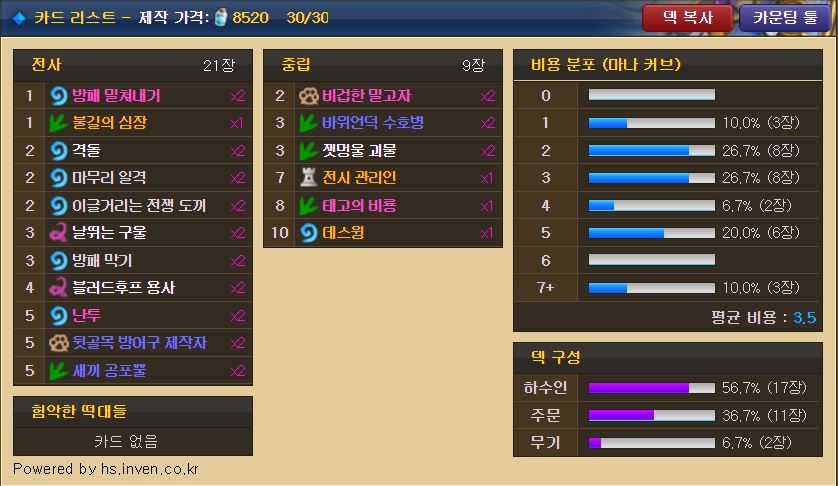 카드 리스트 - 제작 가격: 8520 30/30
덱 복사
카운팅 툴
전사 21장
1 방패 밀쳐내기 x2
1 불길의 심장 x1
2 격돌 x2
2 마무리 일격 x2
2 이글거리는 전쟁 도끼 x2
3 날뛰는 구울 x2
3 방패 막기 x2
4 블러드후프 용사 x2
5 난투 x2
5 뒷골목 방어구 제작자 x2
5 새끼 공포뿔 x2
험악한 떡대들
카드 없음
중립 9장
2 비겁한 밀고자 x2
3 바위언덕 수호병 x2
3 잿멍울 괴물 x2
7 전시 관리인 x1
8 태고의 비룡 x1
10 데스윙 x1
비용 분포 (마나 커브)
0
1 10.0% (3장)
2 26.7% (8장)
3 26.7% (8장)
4 6.7% (2장)
5 20.0% (6장)
6
7+ 10.0% (3장)
평균 비용 : 3.5
덱 구성
하수인 56.7% (17장)
주문 36.7% (11장)
무기 6.7% (2장)
Powered by hs.inven.co.kr